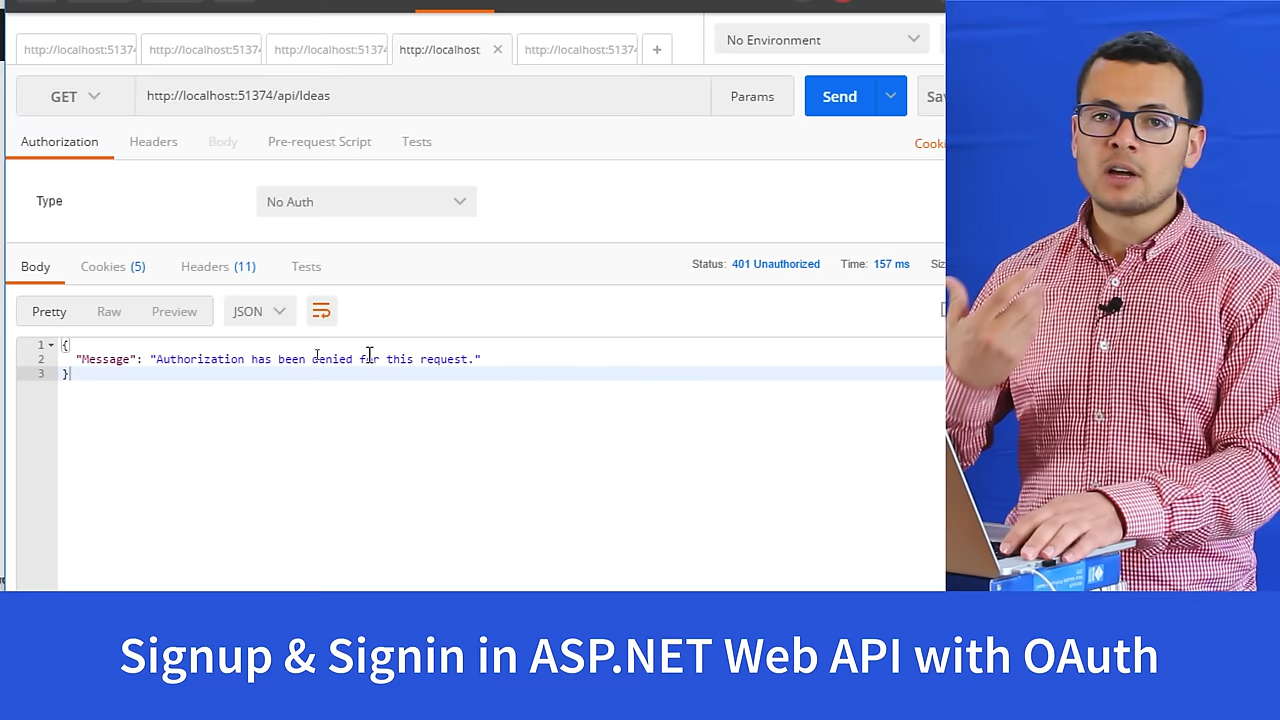 http://localhost:51374
http://localhost:51374
http://localhost:51374
http://localhost
http://localhost:51374
+
No Environment
GET
http://localhost:51374/api/Ideas
Params
Send
Sa
Authorization
Headers
Body
Pre-request Script
Tests
Cooki
Type
No Auth
Body
Cookies (5)
Headers (11)
Tests
Status: 401 Unauthorized
Time: 157 ms
Siz
Pretty
Raw
Preview
JSON
1 {
2 "Message": "Authorization has been denied for this request."
3 }
Signup & Signin in ASP.NET Web API with OAuth